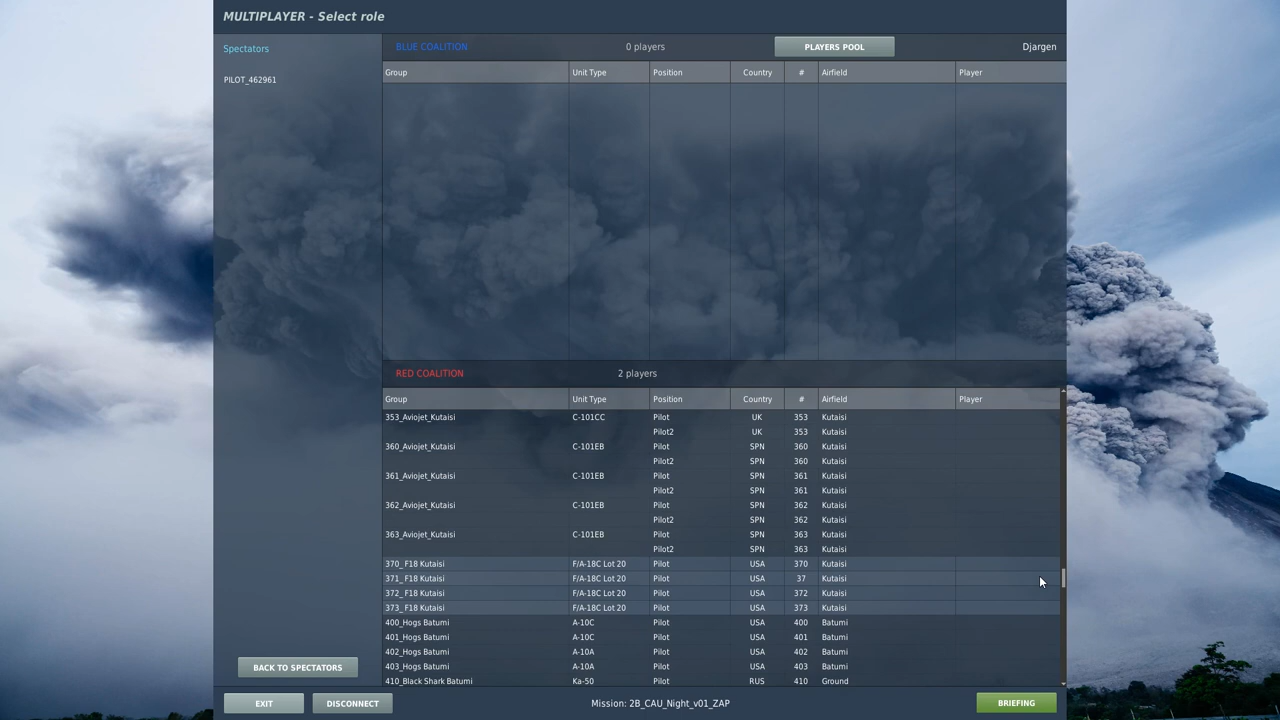 MULTIPLAYER - Select role
Spectators
PILOT_462961
BLUE COALITION 0 players PLAYERS POOL Djargen
Group Unit Type Position Country # Airfield Player
RED COALITION 2 players
Group Unit Type Position Country # Airfield Player
353_Aviojet_Kutaisi C-101CC Pilot UK 353 Kutaisi
Pilot2 UK 353 Kutaisi
360_Aviojet_Kutaisi C-101EB Pilot SPN 360 Kutaisi
Pilot2 SPN 360 Kutaisi
361_Aviojet_Kutaisi C-101EB Pilot SPN 361 Kutaisi
Pilot2 SPN 361 Kutaisi
362_Aviojet_Kutaisi C-101EB Pilot SPN 362 Kutaisi
Pilot2 SPN 362 Kutaisi
363_Aviojet_Kutaisi C-101EB Pilot SPN 363 Kutaisi
Pilot2 SPN 363 Kutaisi
370_ F18 Kutaisi F/A-18C Lot 20 Pilot USA 370 Kutaisi
371_ F18 Kutaisi F/A-18C Lot 20 Pilot USA 37 Kutaisi
372_ F18 Kutaisi F/A-18C Lot 20 Pilot USA 372 Kutaisi
373_ F18 Kutaisi F/A-18C Lot 20 Pilot USA 373 Kutaisi
400_Hogs Batumi A-10C Pilot USA 400 Batumi
401_Hogs Batumi A-10C Pilot USA 401 Batumi
402_Hogs Batumi A-10A Pilot USA 402 Batumi
403_Hogs Batumi A-10A Pilot USA 403 Batumi
410_Black Shark Batumi Ka-50 Pilot RUS 410 Ground
BACK TO SPECTATORS
EXIT DISCONNECT Mission: 2B_CAU_Night_v01_ZAP BRIEFING